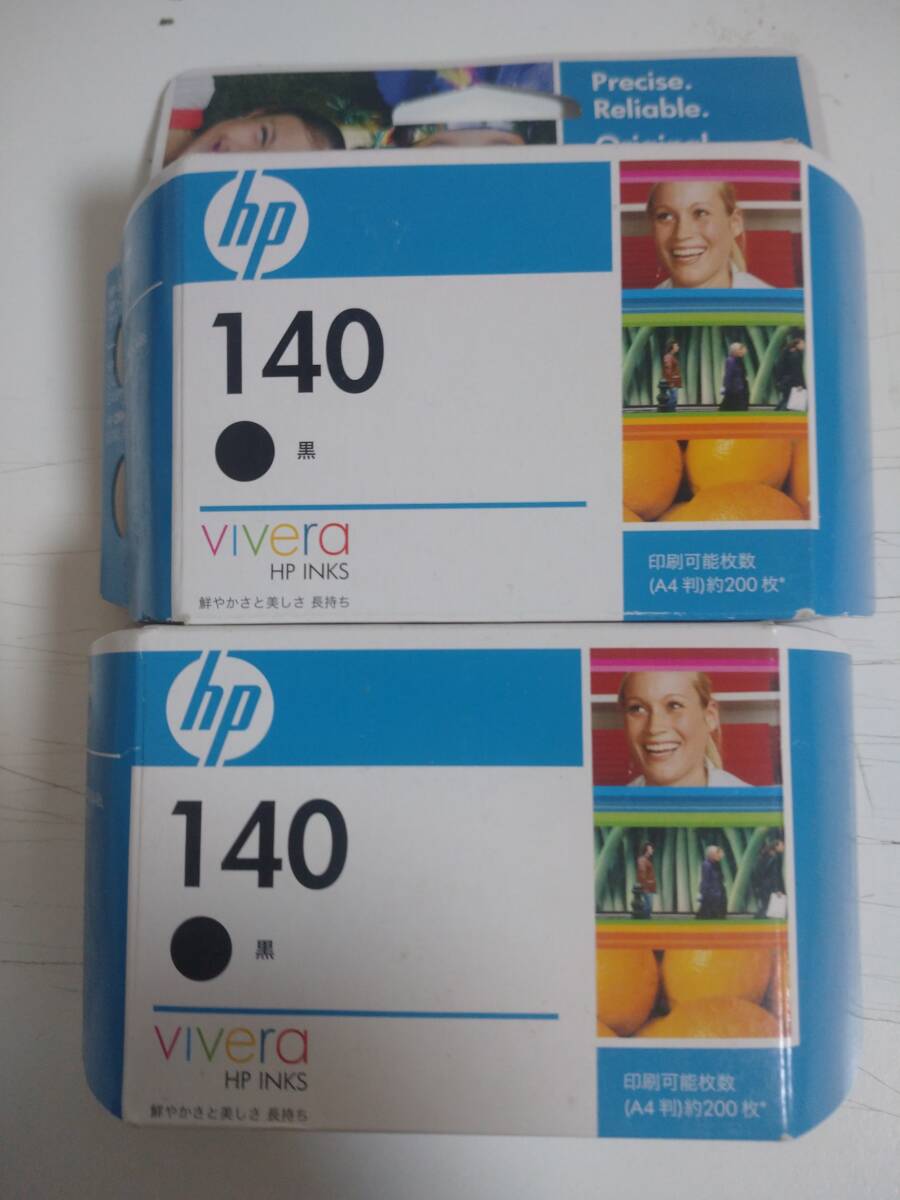 Precise.
Reliable.
Original
hp
140
黒
vivera
HP INKS
鮮やかさと美しさ 長持ち
印刷可能枚数
(A4 判)約200 枚*
hp
140
黒
vivera
HP INKS
鮮やかさと美しさ 長持ち
印刷可能枚数
(A4 判)約200 枚*